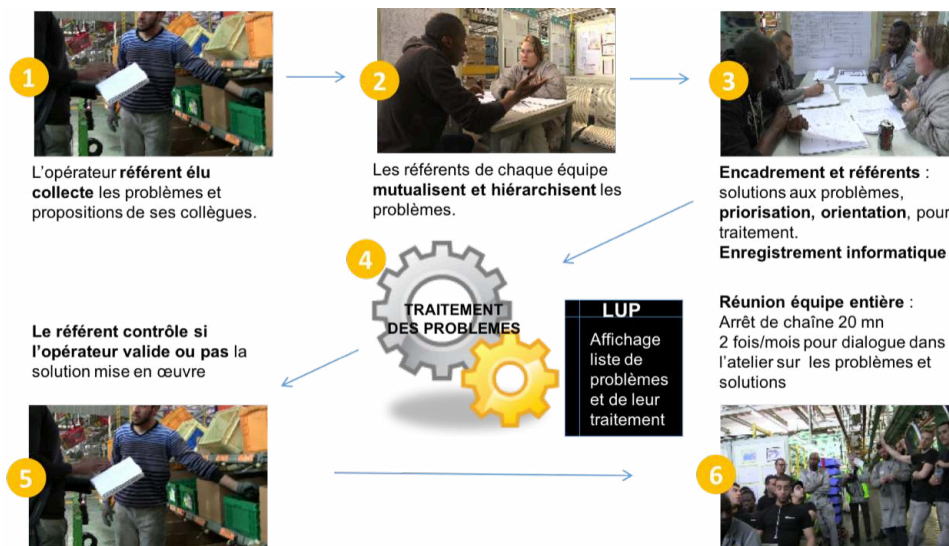 1
L'opérateur référent élu
collecte les problèmes et
propositions de ses collègues.
2
Les référents de chaque équipe
mutualisent et hiérarchisent les
problèmes.
3
Encadrement et référents :
solutions aux problèmes,
priorisation, orientation, pour
traitement.
Enregistrement informatique
4
TRAITEMENT
DES PROBLEMES
LUP
Affichage
liste de
problèmes
et de leur
traitement
Le référent contrôle si
l'opérateur valide ou pas la
solution mise en œuvre
5
Réunion équipe entière :
Arrêt de chaîne 20 mn
2 fois/mois pour dialogue dans
l'atelier sur les problèmes et
solutions
6